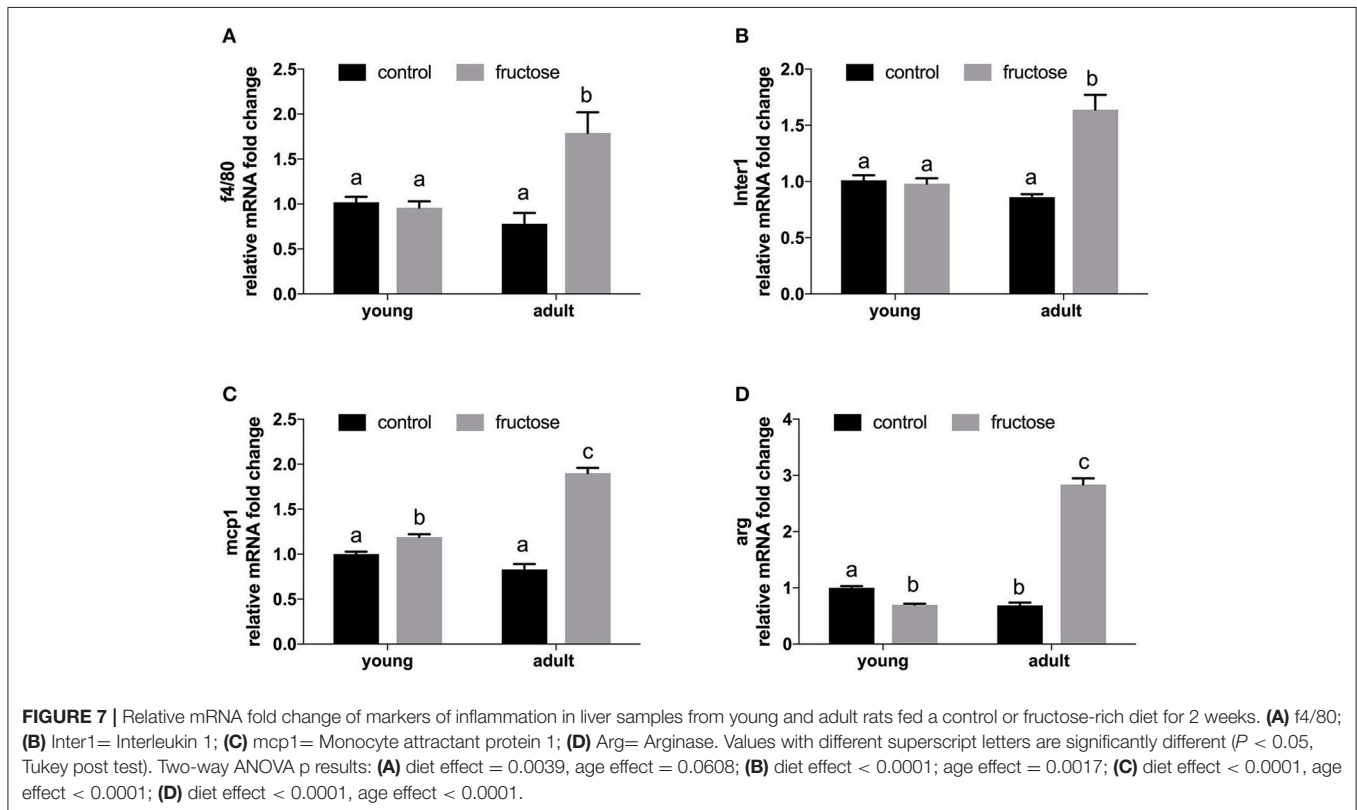 A
control fructose
f4/80
relative mRNA fold change
2.5
2.0
1.5
1.0
0.5
0.0
a
a
a
b
young adult
B
control fructose
Inter1
relative mRNA fold change
2.0
1.5
1.0
0.5
0.0
a
a
a
b
young adult
C
control fructose
mcp1
relative mRNA fold change
2.5
2.0
1.5
1.0
0.5
0.0
a
b
a
c
young adult
D
control fructose
arg
relative mRNA fold change
4
3
2
1
0
a
b
b
c
young adult
FIGURE 7 | Relative mRNA fold change of markers of inflammation in liver samples from young and adult rats fed a control or fructose-rich diet for 2 weeks. (A) f4/80;
(B) Inter1= Interleukin 1; (C) mcp1= Monocyte attractant protein 1; (D) Arg= Arginase. Values with different superscript letters are significantly different (P < 0.05,
Tukey post test). Two-way ANOVA p results: (A) diet effect = 0.0039, age effect = 0.0608; (B) diet effect < 0.0001; age effect = 0.0017; (C) diet effect < 0.0001, age
effect < 0.0001; (D) diet effect < 0.0001, age effect < 0.0001.